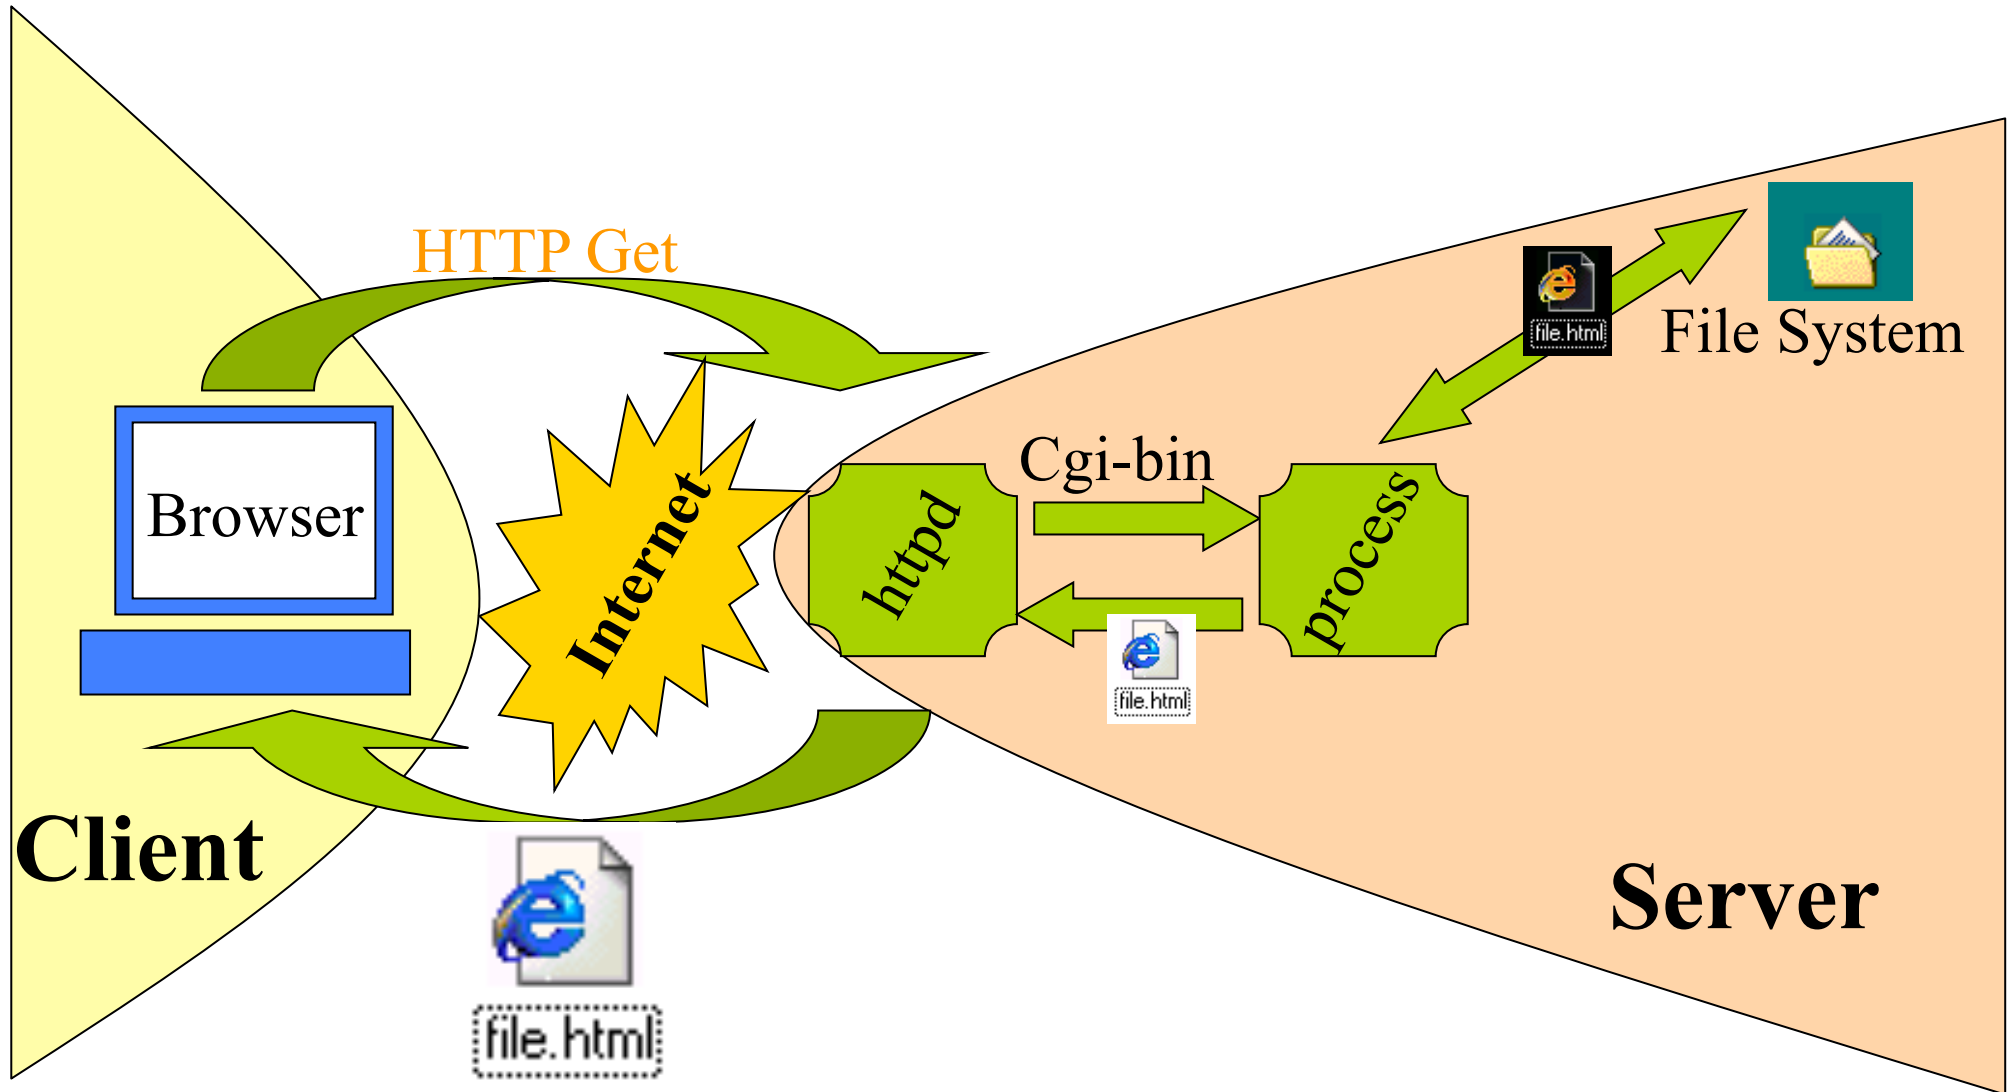 HTTP Get
file.html
File System
Cgi-bin
Browser
Internet
httpd
process
file.html
Client
Server
file.html